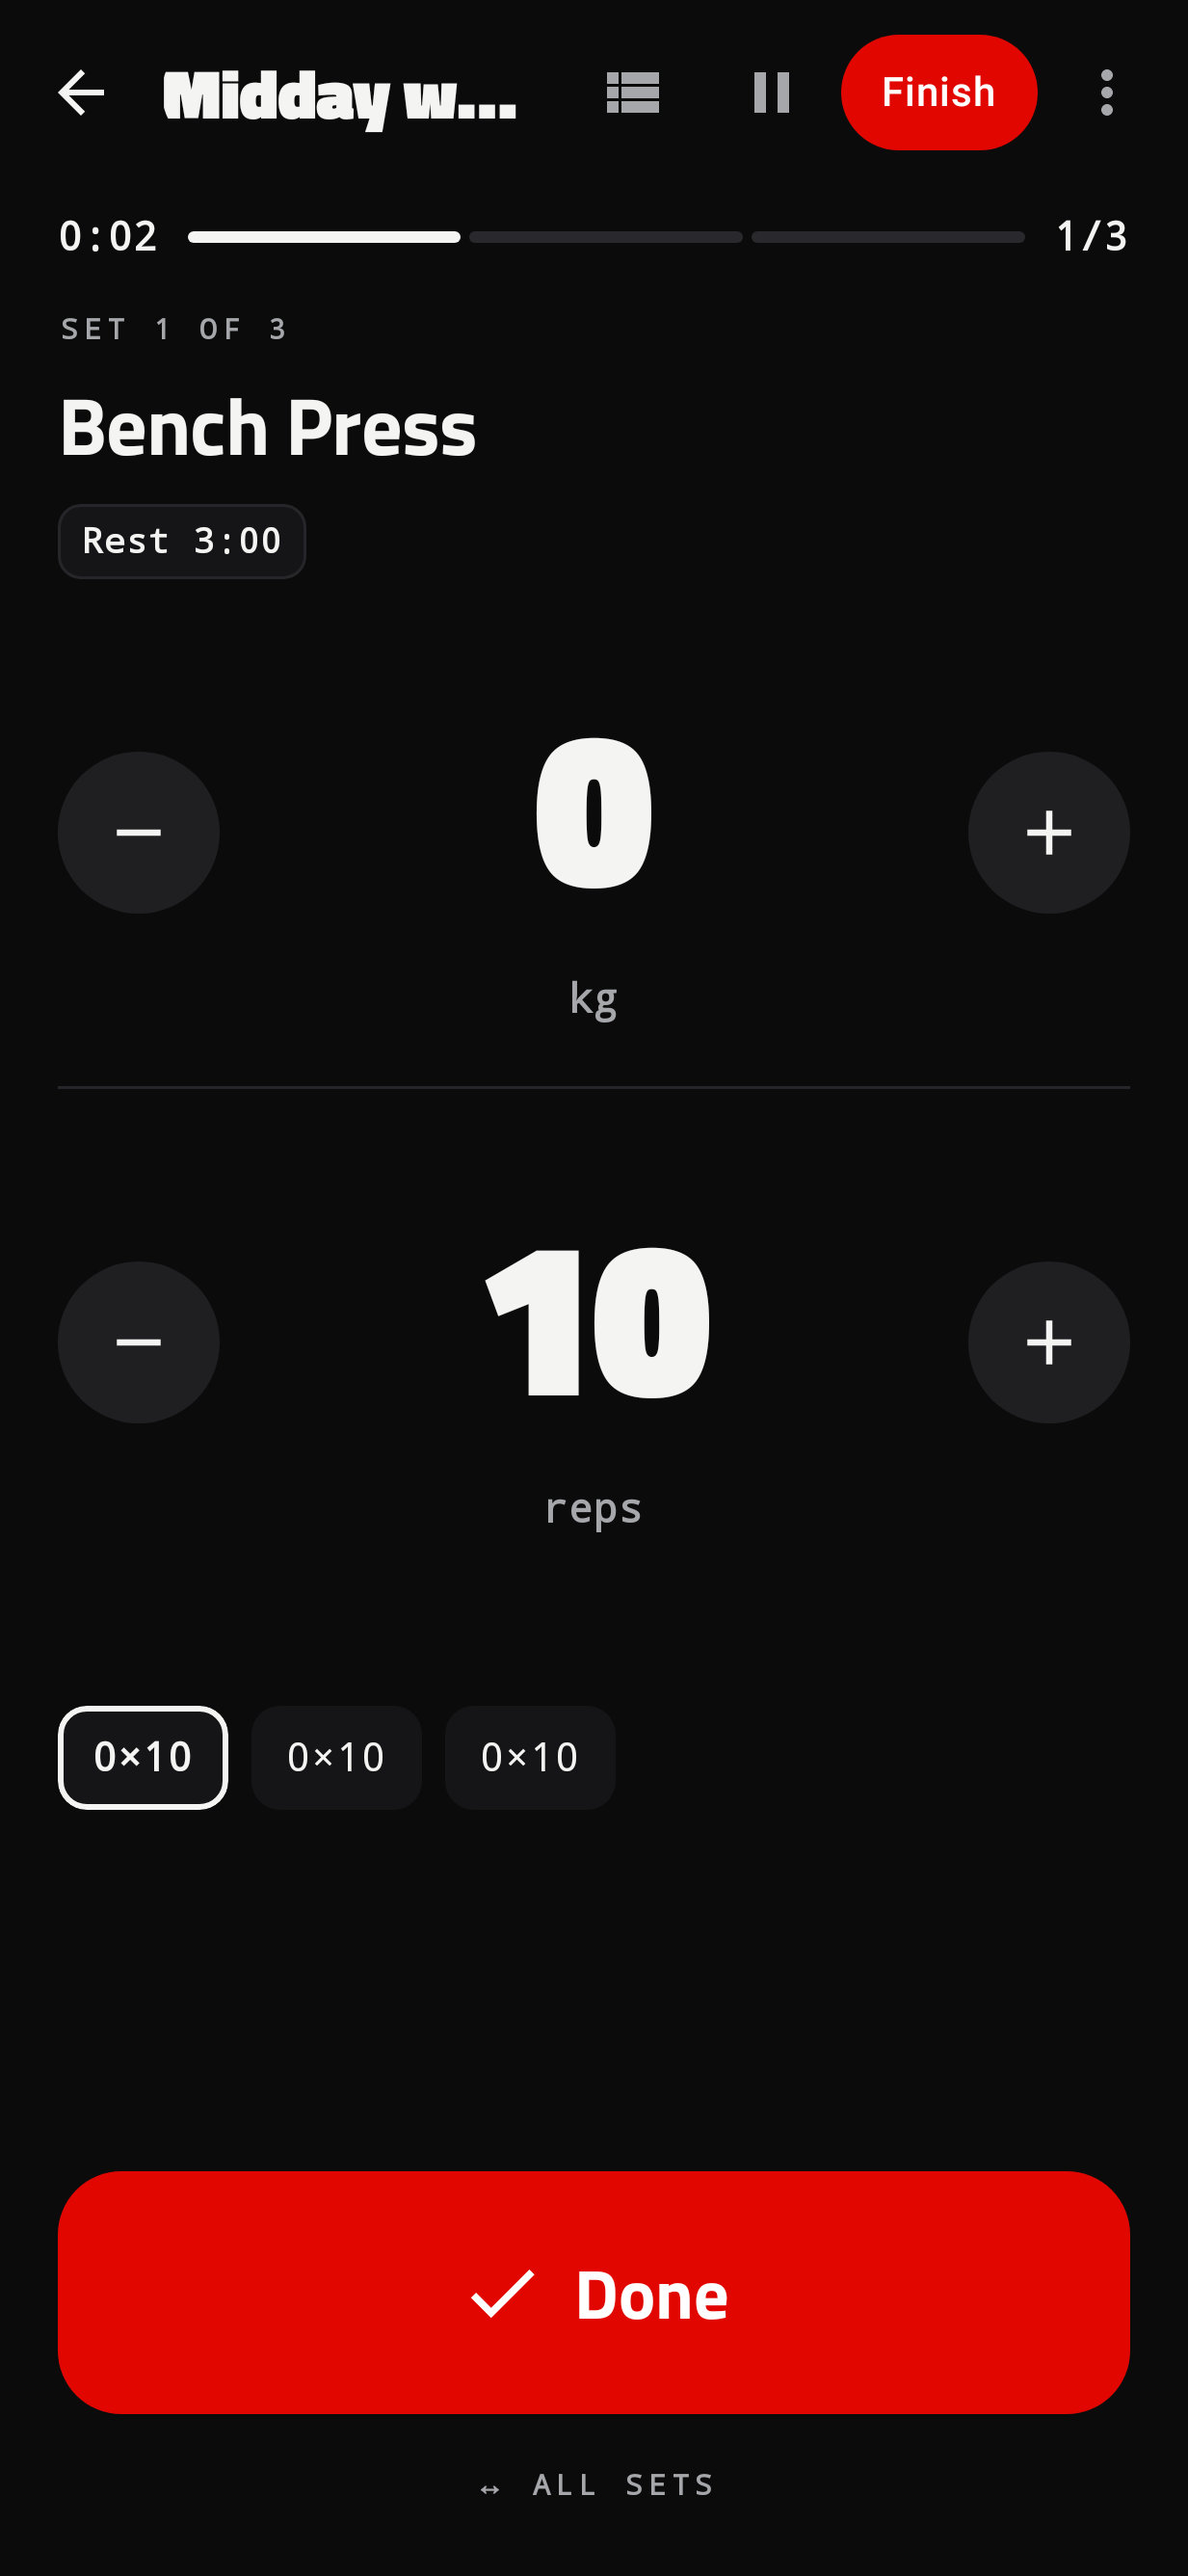 Midday w...
Finish
0:02
1/3
SET 1 OF 3
Bench Press
Rest 3:00
0
kg
10
reps
0×10
0×10
0×10
Done
↔ ALL SETS